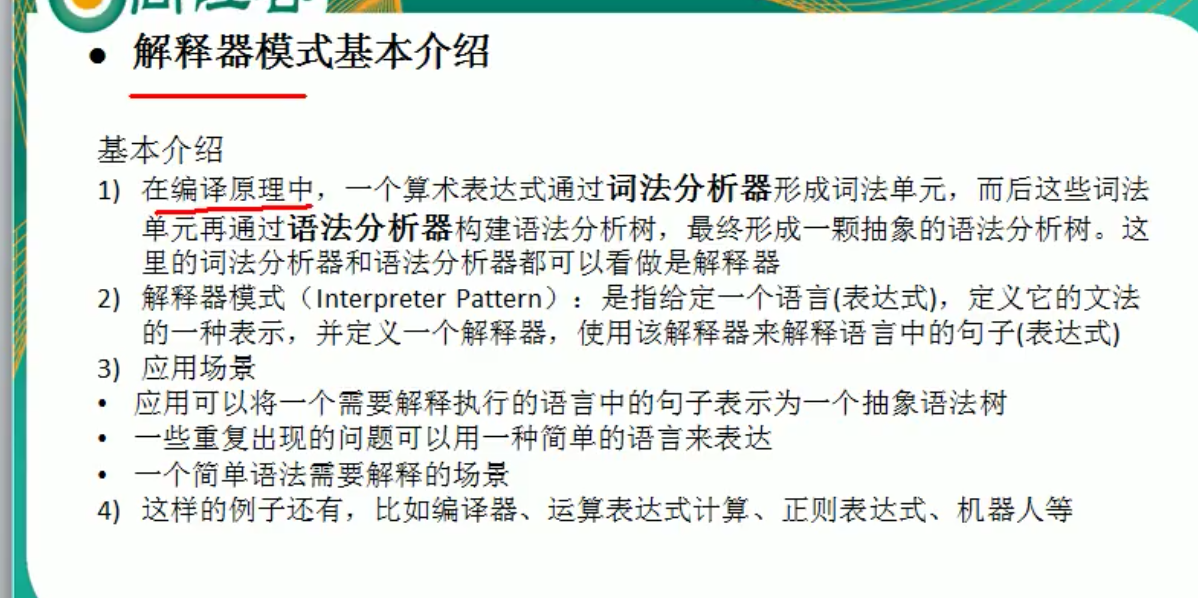 ● 解释器模式基本介绍
基本介绍
1) 在编译原理中，一个算术表达式通过词法分析器形成词法单元，而后这些词法
单元再通过语法分析器构建语法分析树，最终形成一颗抽象的语法分析树。这
里的词法分析器和语法分析器都可以看做是解释器
2) 解释器模式（Interpreter Pattern）：是指给定一个语言(表达式)，定义它的文法
的一种表示，并定义一个解释器，使用该解释器来解释语言中的句子(表达式)
3) 应用场景
• 应用可以将一个需要解释执行的语言中的句子表示为一个抽象语法树
• 一些重复出现的问题可以用一种简单的语言来表达
• 一个简单语法需要解释的场景
4) 这样的例子还有，比如编译器、运算表达式计算、正则表达式、机器人等